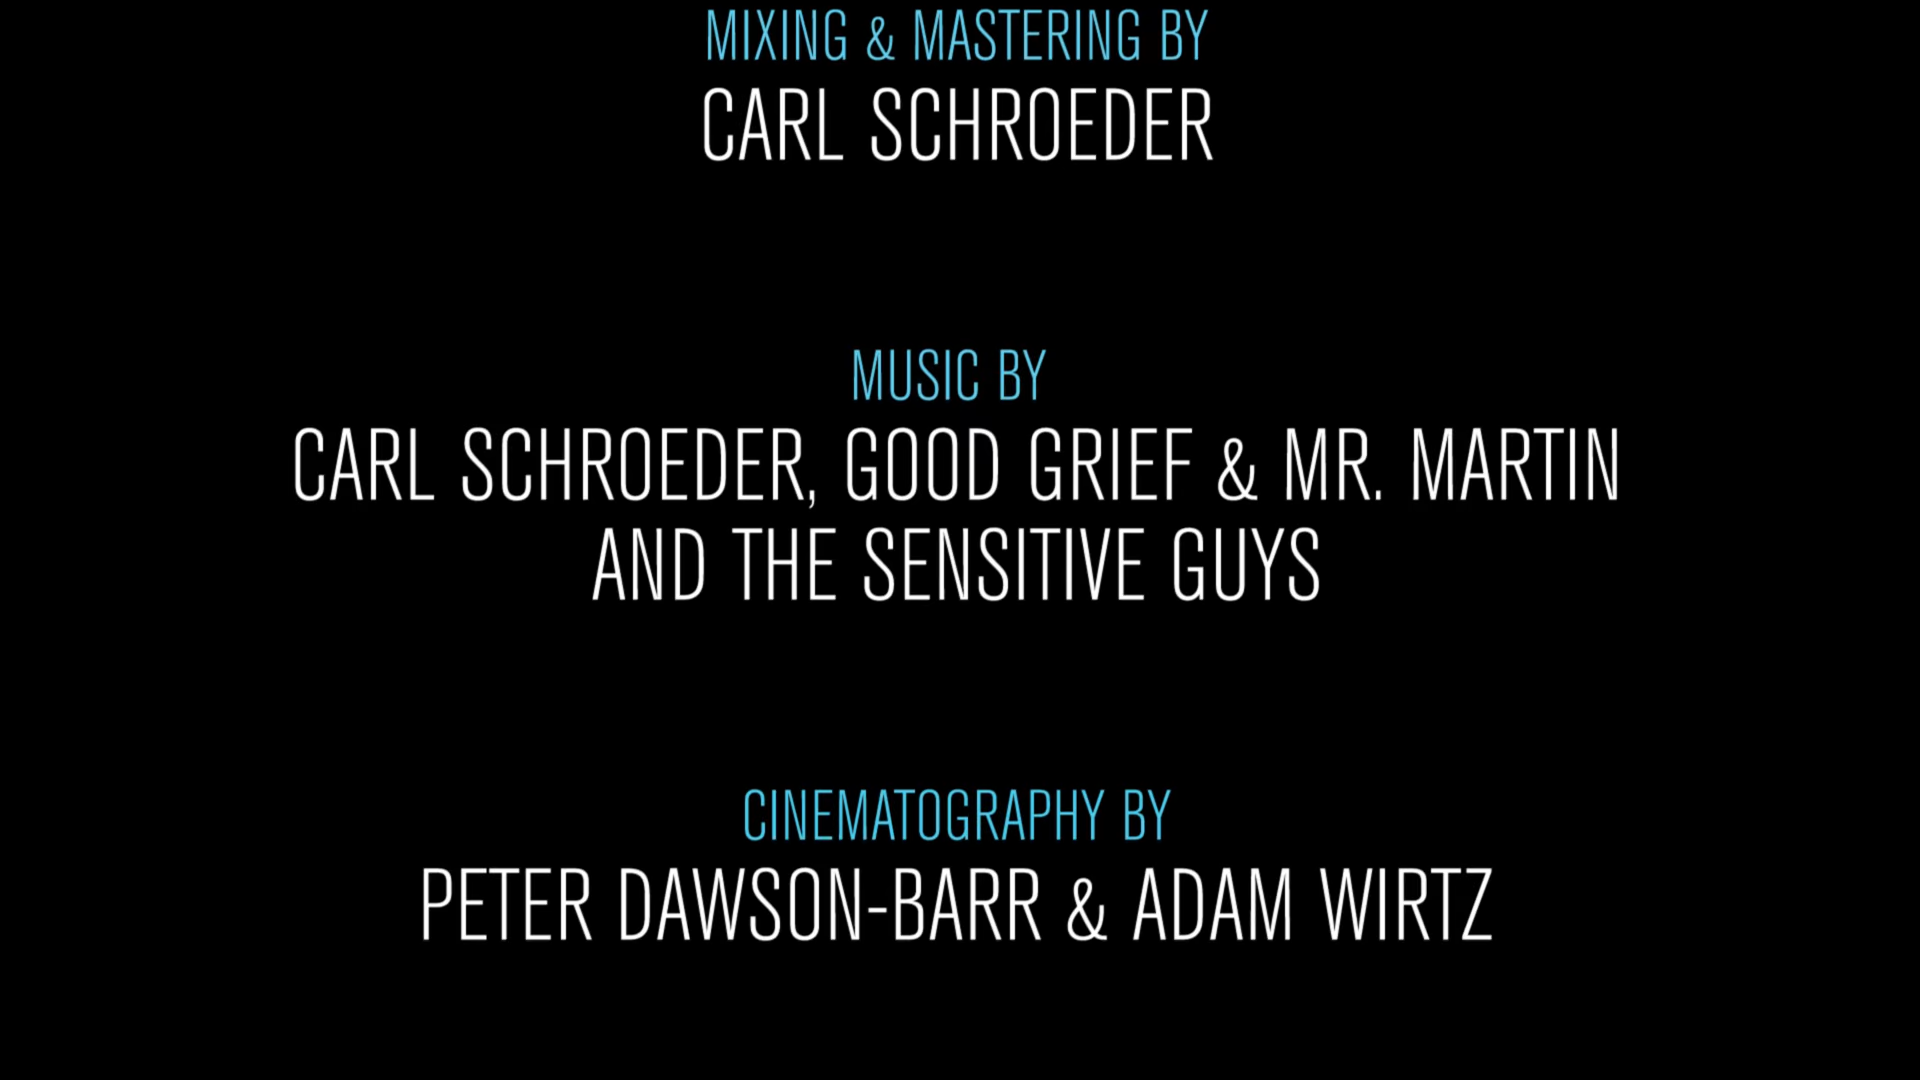 MIXING & MASTERING BY
CARL SCHROEDER
MUSIC BY
CARL SCHROEDER, GOOD GRIEF & MR. MARTIN
AND THE SENSITIVE GUYS
CINEMATOGRAPHY BY
PETER DAWSON-BARR & ADAM WIRTZ